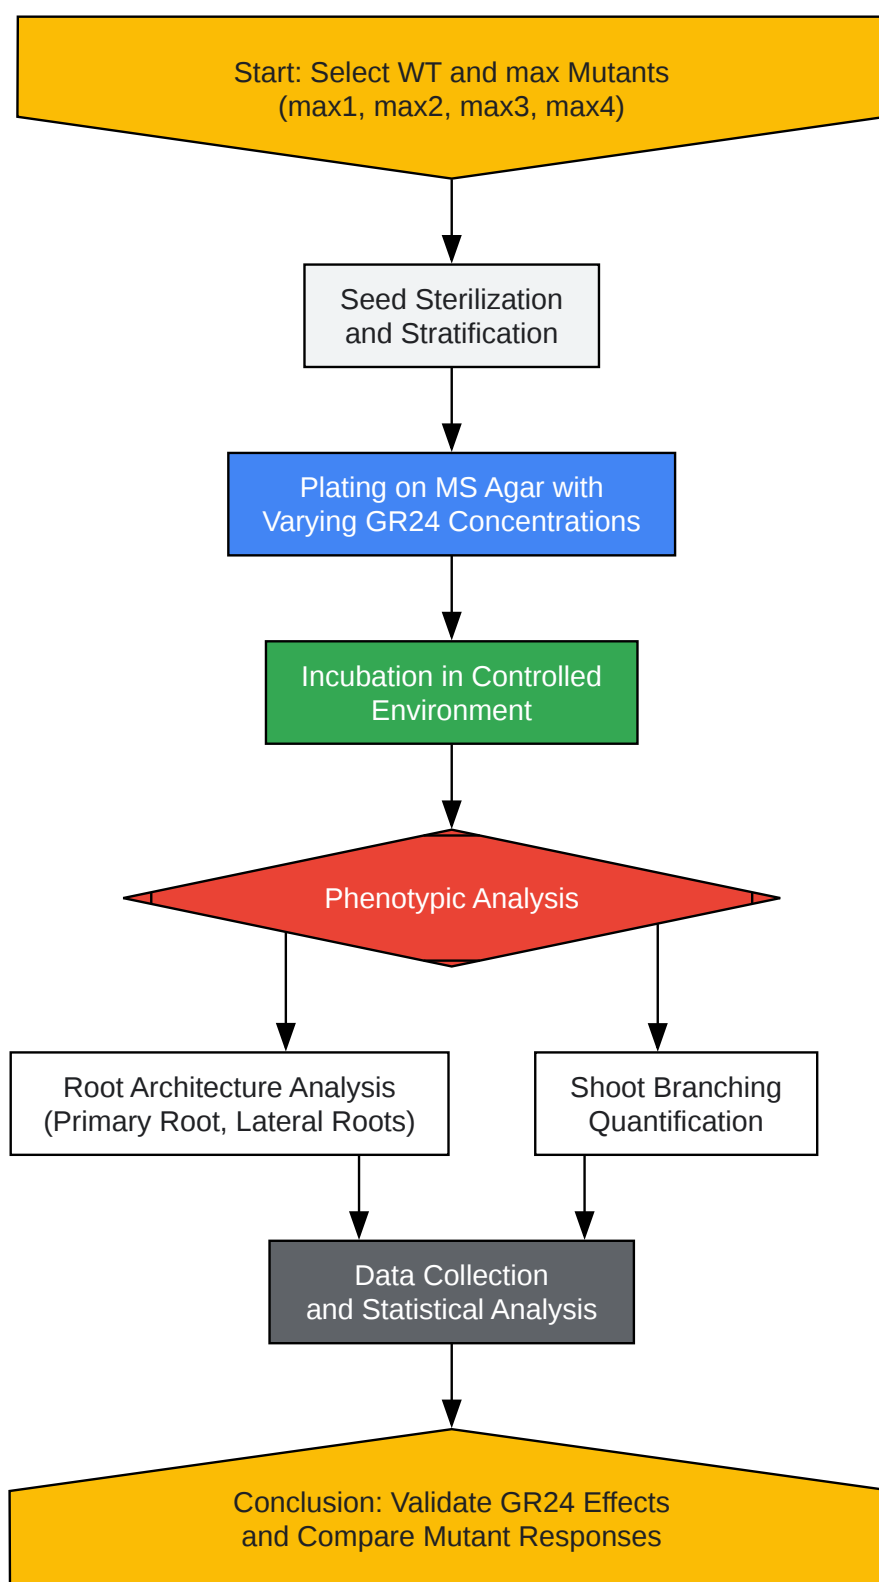 Start: Select WT and max Mutants
(max1, max2, max3, max4)
Seed Sterilization
and Stratification
Plating on MS Agar with
Varying GR24 Concentrations
Incubation in Controlled
Environment
Phenotypic Analysis
Root Architecture Analysis
(Primary Root, Lateral Roots)
Shoot Branching
Quantification
Data Collection
and Statistical Analysis
Conclusion: Validate GR24 Effects
and Compare Mutant Responses